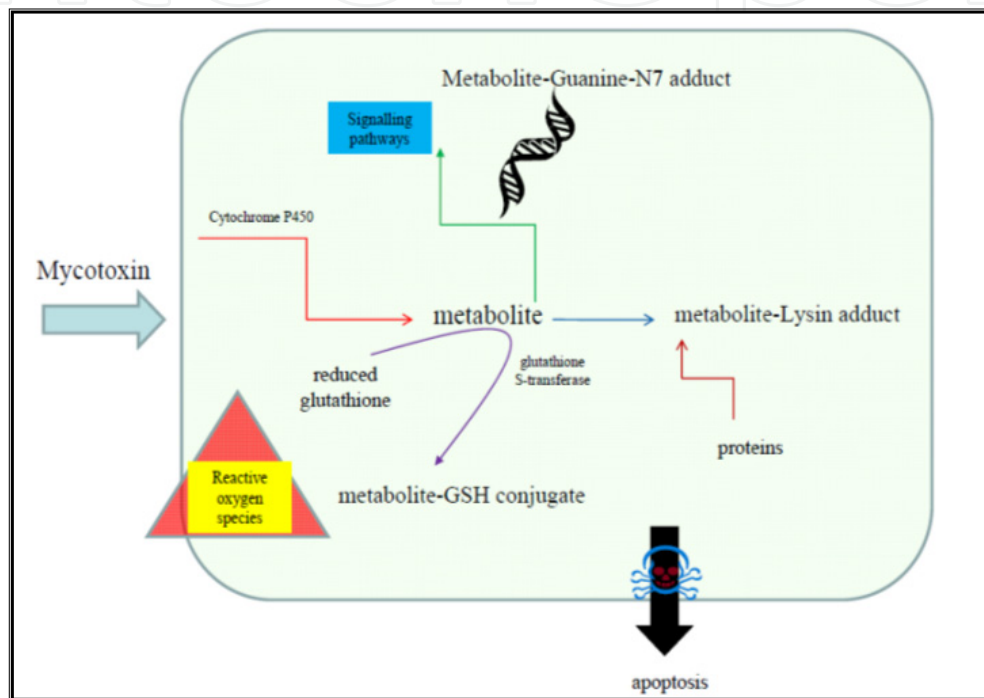 Metabolite-Guanine-N7 adduct
Signalling
pathways
Cytochrome P450
Mycotoxin
metabolite
metabolite-Lysin adduct
glutathione
S-transferase
reduced
glutathione
proteins
Reactive
oxygen
species
metabolite-GSH conjugate
apoptosis